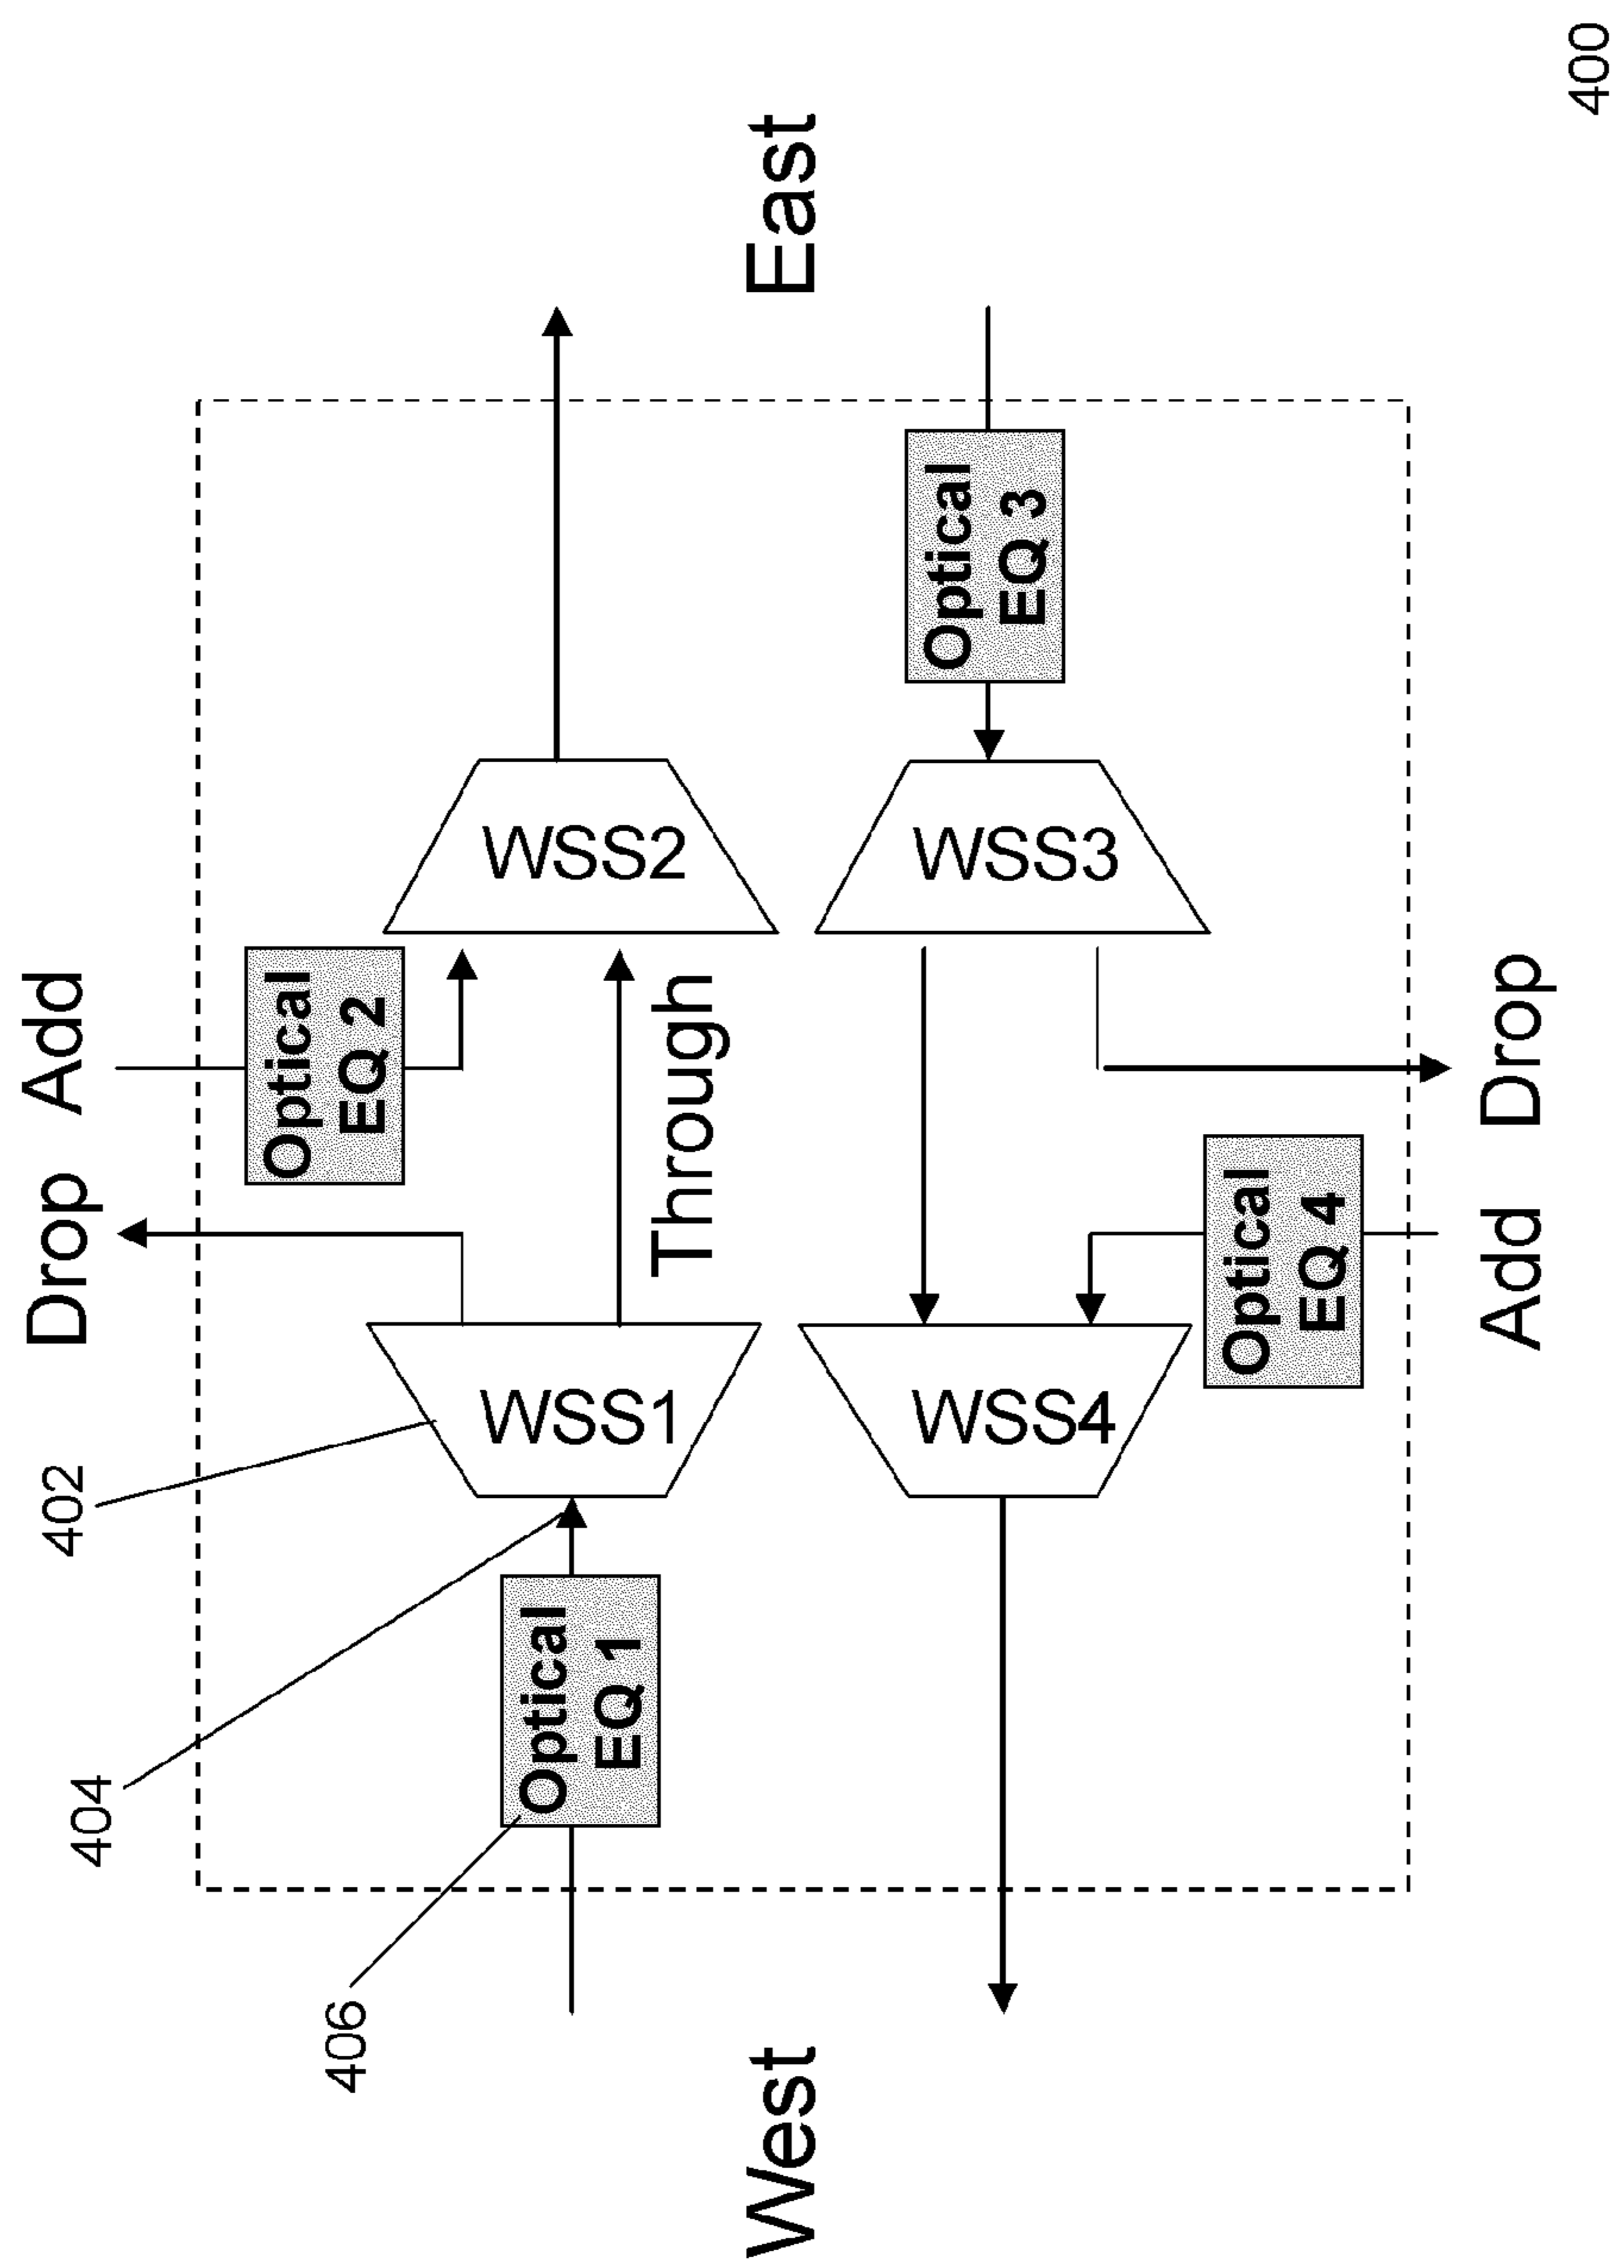 Drop
Add
402
404
406
Optical
EQ 2
Optical
EQ 1
WSS1
WSS2
Through
West
East
WSS4
WSS3
Optical
EQ 3
Optical
EQ 4
Add
Drop
400